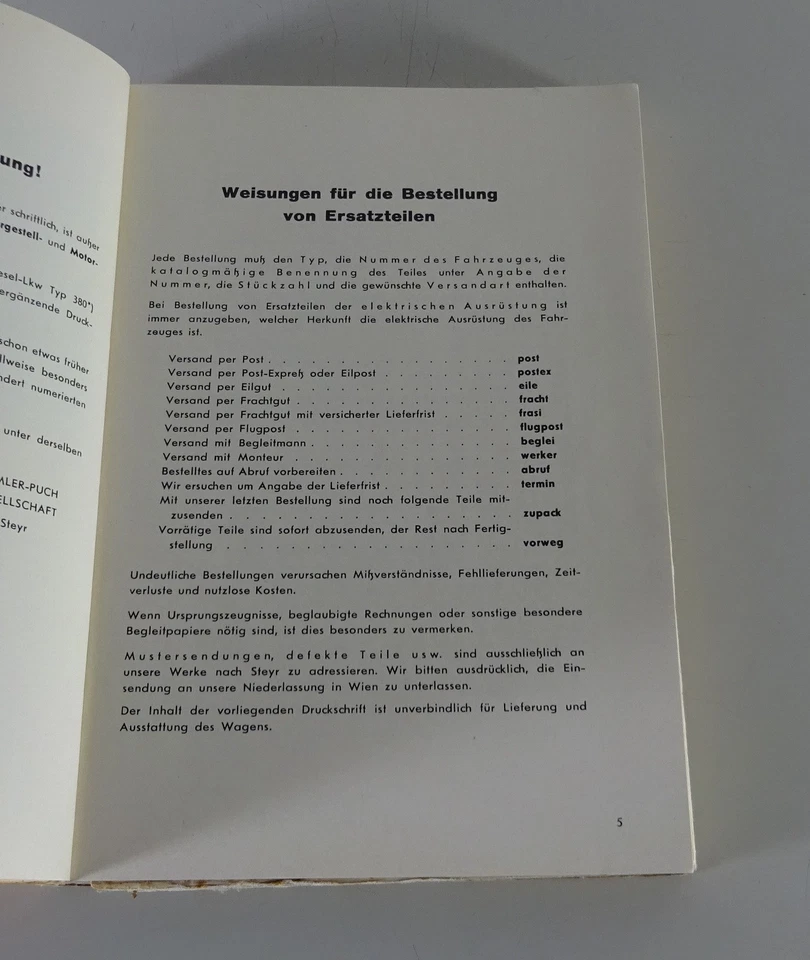 ung!
schriftlich, ist außer
rgestell- und Motor-
esel-Lkw Typ 380*)
ergänzende Druck-
schon etwas früher
llweise besonders
ndert numerierten
unter derselben
MLER-PUCH
ELLSCHAFT
Steyr
Weisungen für die Bestellung
von Ersatzteilen
Jede Bestellung muß den Typ, die Nummer des Fahrzeuges, die
katalogmäßige Benennung des Teiles unter Angabe der
Nummer, die Stückzahl und die gewünschte Versandart enthalten.
Bei Bestellung von Ersatzteilen der elektrischen Ausrüstung ist
immer anzugeben, welcher Herkunft die elektrische Ausrüstung des Fahr-
zeuges ist.
Versand per Post . . . . . . . . . . . . . . . . . post
Versand per Post-Expreß oder Eilpost . . . . . . . . . postex
Versand per Eilgut . . . . . . . . . . . . . . . . eile
Versand per Frachtgut . . . . . . . . . . . . . . . fracht
Versand per Frachtgut mit versicherter Lieferfrist . . . . . frasi
Versand per Flugpost . . . . . . . . . . . . . . . flugpost
Versand mit Begleitmann . . . . . . . . . . . . . . beglei
Versand mit Monteur . . . . . . . . . . . . . . . werker
Bestelltes auf Abruf vorbereiten . . . . . . . . . . . . abruf
Wir ersuchen um Angabe der Lieferfrist . . . . . . . . . termin
Mit unserer letzten Bestellung sind noch folgende Teile mit-
zusenden . . . . . . . . . . . . . . . . . . . zupack
Vorrätige Teile sind sofort abzusenden, der Rest nach Fertig-
stellung . . . . . . . . . . . . . . . . . . . vorweg
Undeutliche Bestellungen verursachen Mißverständnisse, Fehllieferungen, Zeit-
verluste und nutzlose Kosten.
Wenn Ursprungszeugnisse, beglaubigte Rechnungen oder sonstige besondere
Begleitpapiere nötig sind, ist dies besonders zu vermerken.
Mustersendungen, defekte Teile usw. sind ausschließlich an
unsere Werke nach Steyr zu adressieren. Wir bitten ausdrücklich, die Ein-
sendung an unsere Niederlassung in Wien zu unterlassen.
Der Inhalt der vorliegenden Druckschrift ist unverbindlich für Lieferung und
Ausstattung des Wagens.
5